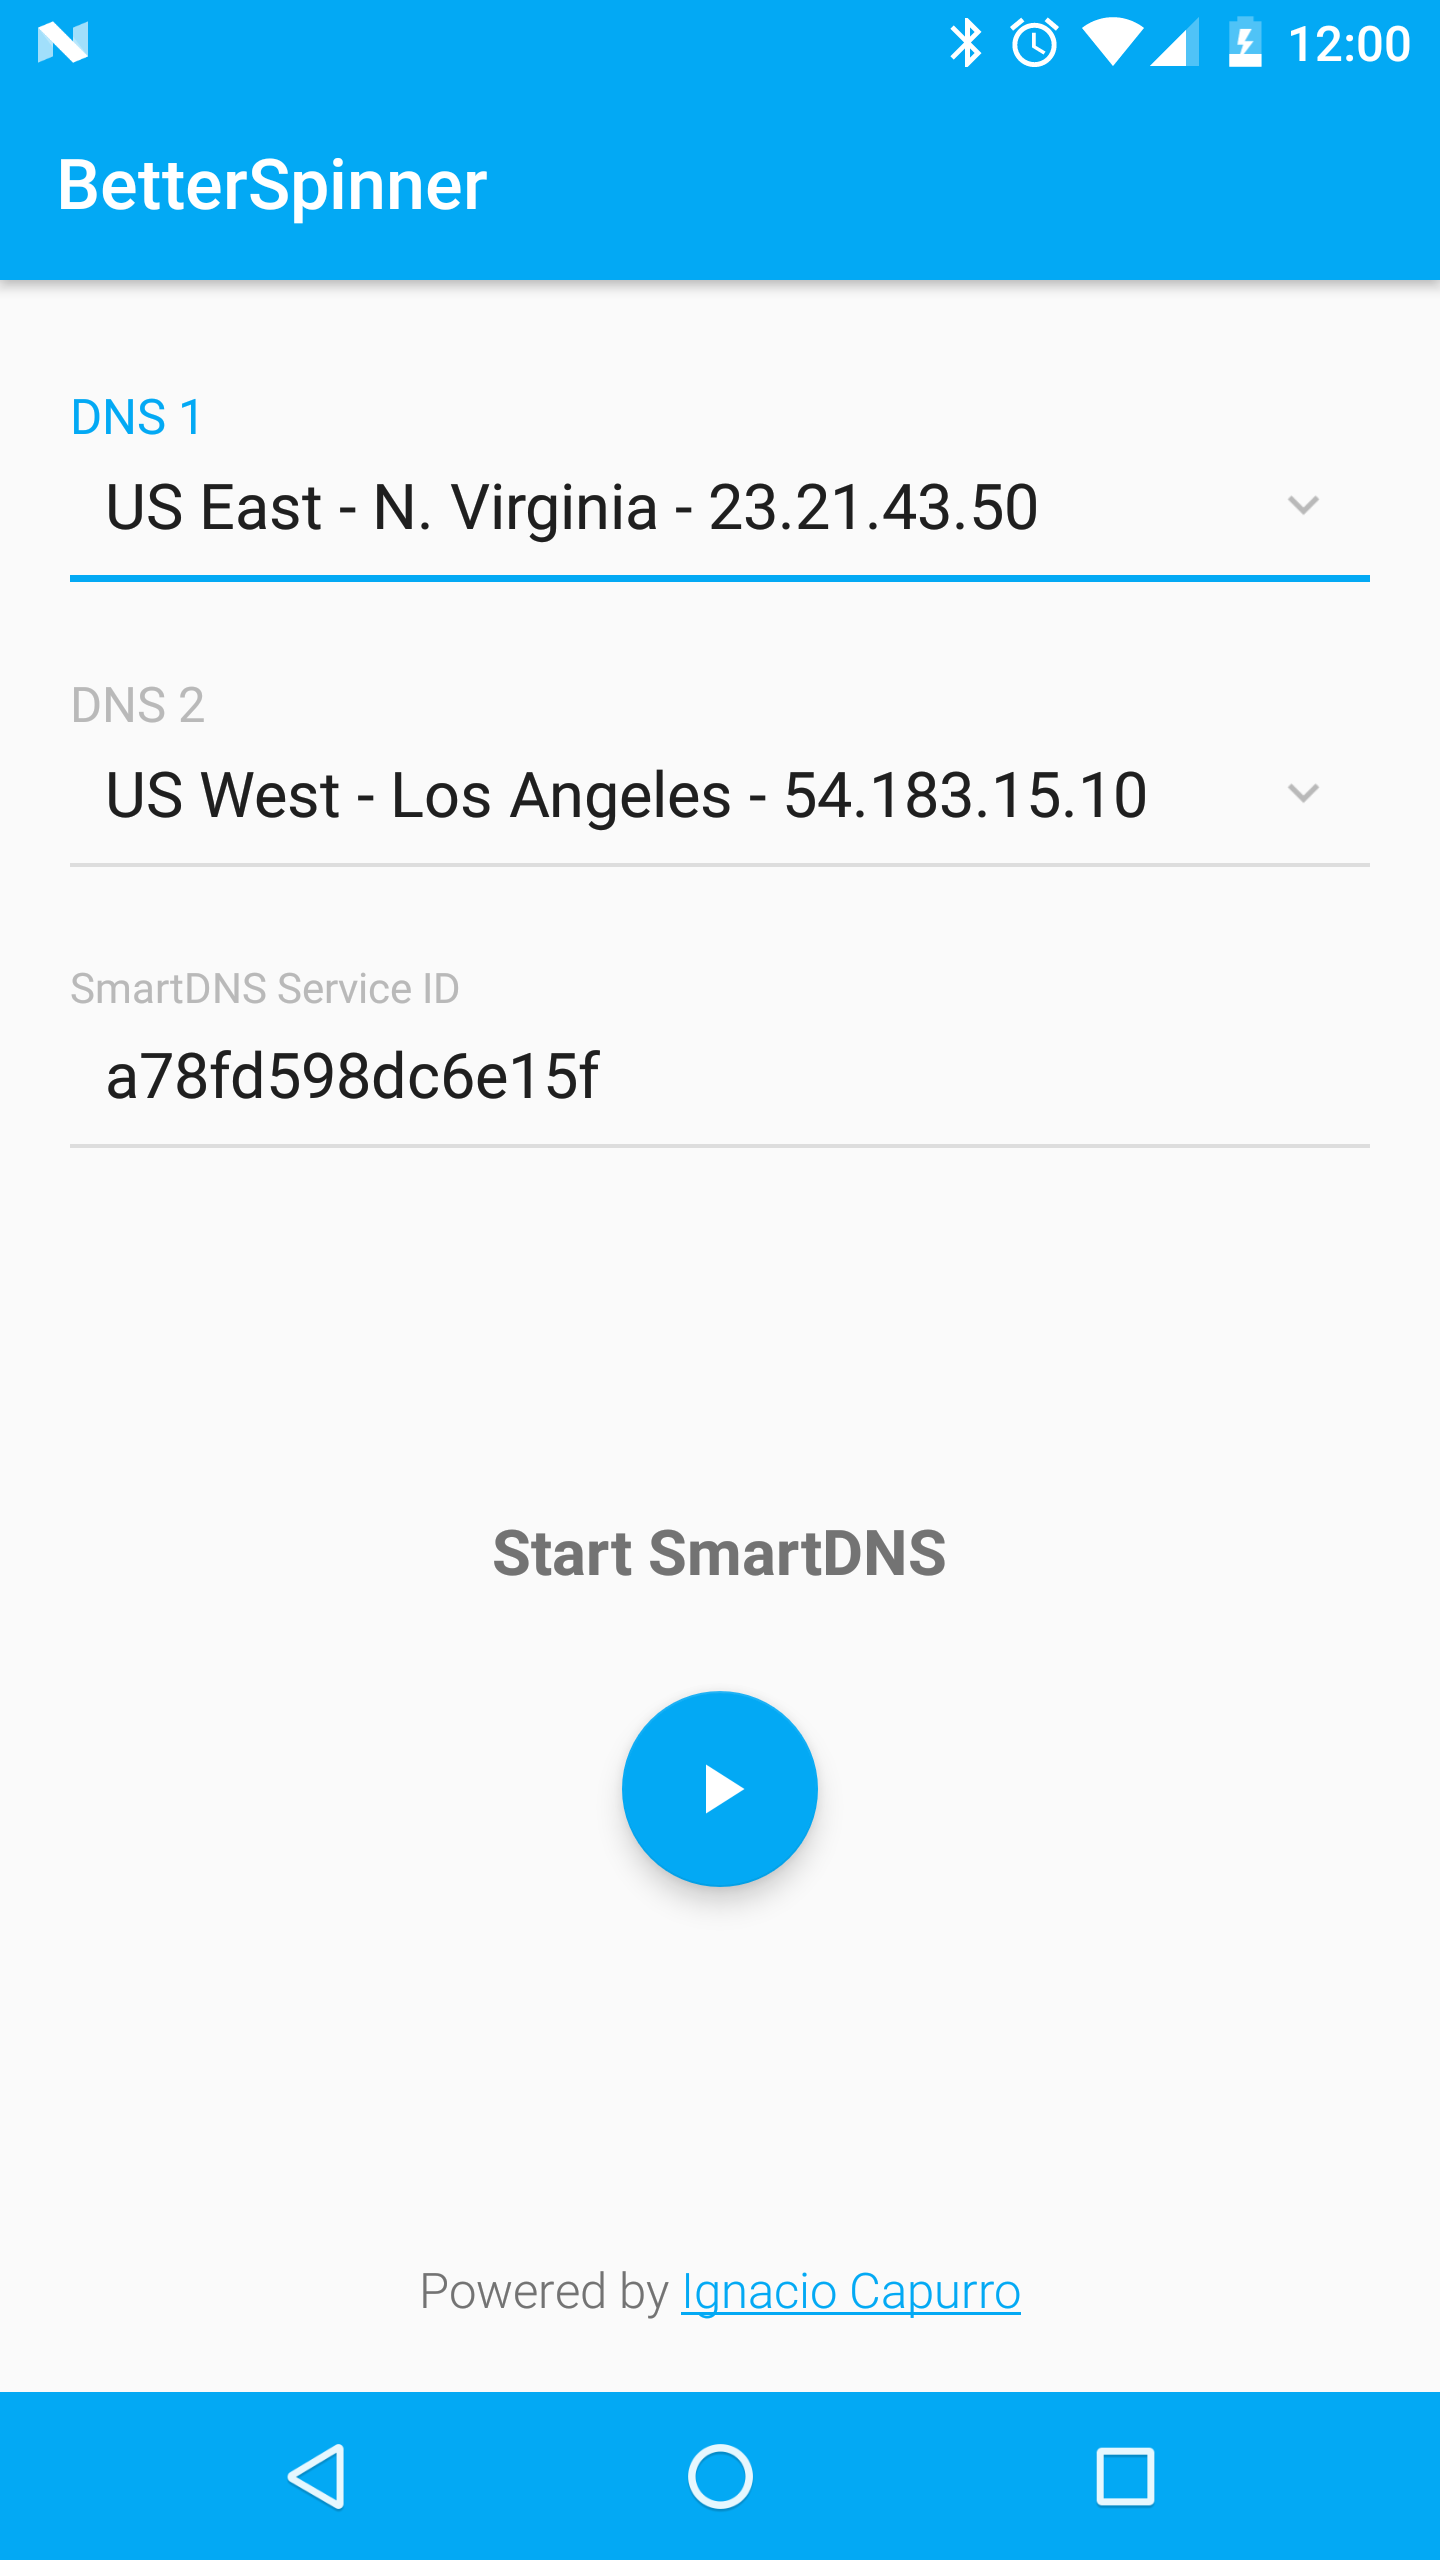 12:00
BetterSpinner
DNS 1
US East - N. Virginia - 23.21.43.50
DNS 2
US West - Los Angeles - 54.183.15.10
SmartDNS Service ID
a78fd598dc6e15f
Start SmartDNS
Powered by Ignacio Capurro